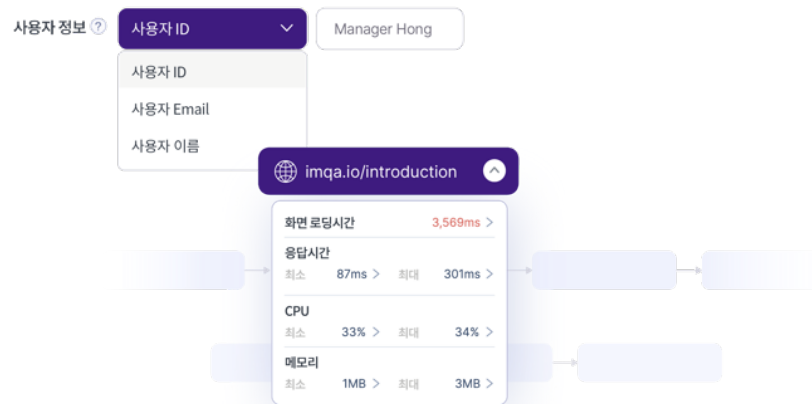 사용자 정보 ? 사용자 ID Manager Hong
사용자 ID
사용자 Email
사용자 이름
imqa.io/introduction
화면 로딩시간 3,569ms >
응답시간
최소 87ms > 최대 301ms >
CPU
최소 33% > 최대 34% >
메모리
최소 1MB > 최대 3MB >